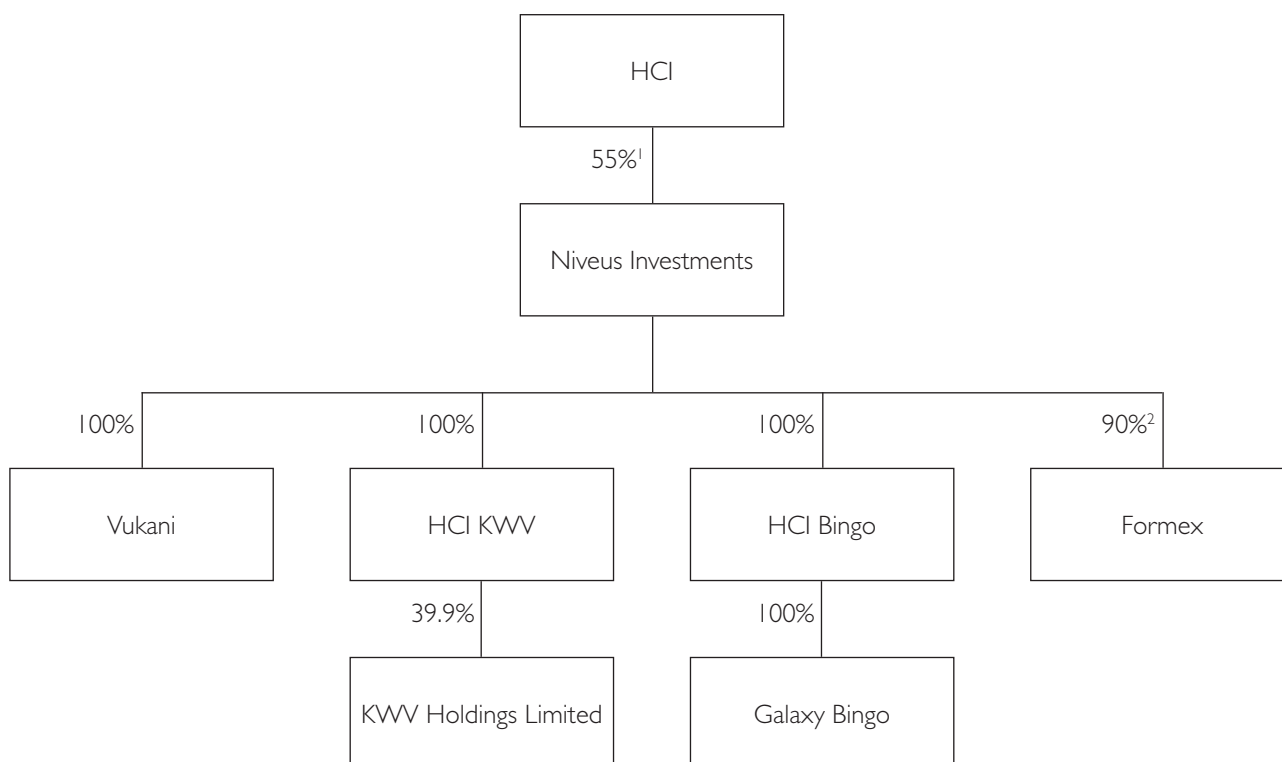 HCI
55%¹
Niveus Investments
100%
100%
100%
90%²
Vukani
HCI KWV
HCI Bingo
Formex
39.9%
100%
KWV Holdings Limited
Galaxy Bingo